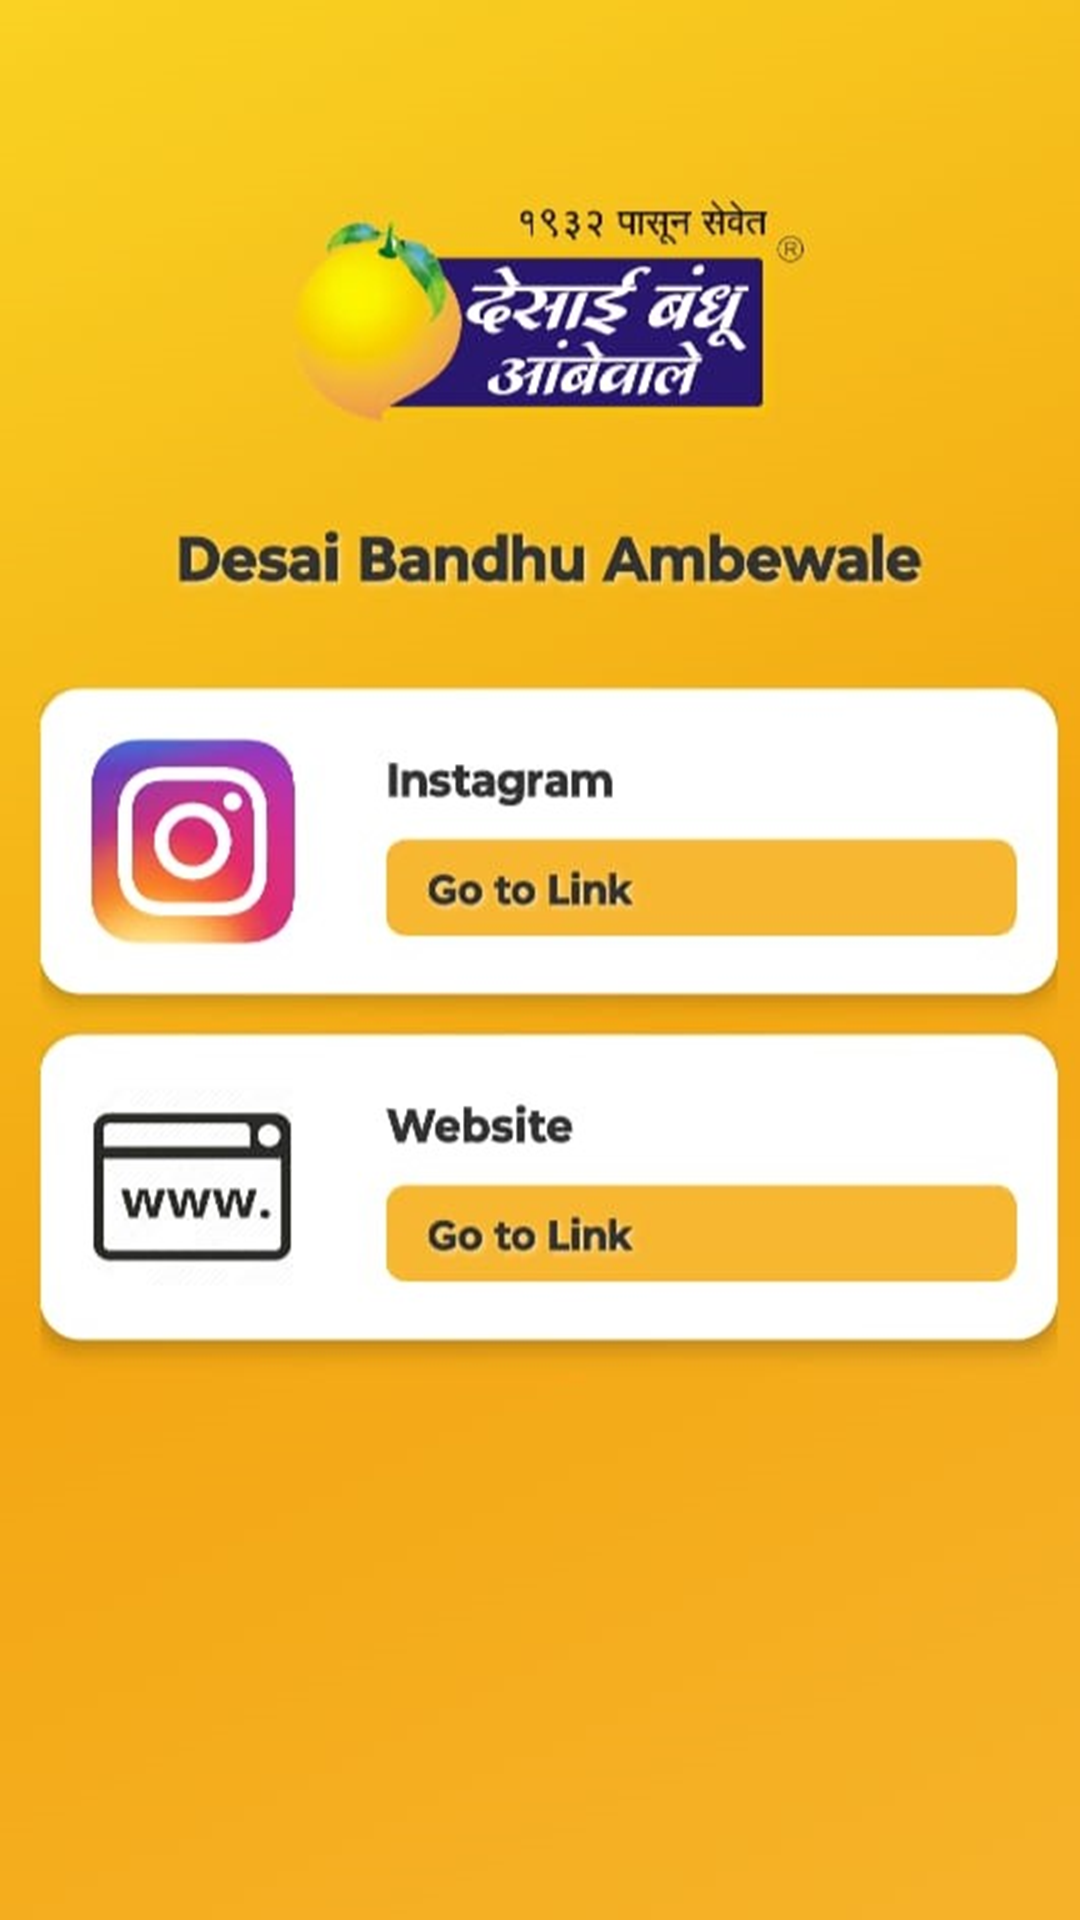 १९३२ पासून सेवेत
®
देसाई बंधू
आंबेवाले
Desai Bandhu Ambewale
Instagram
Go to Link
Website
www.
Go to Link